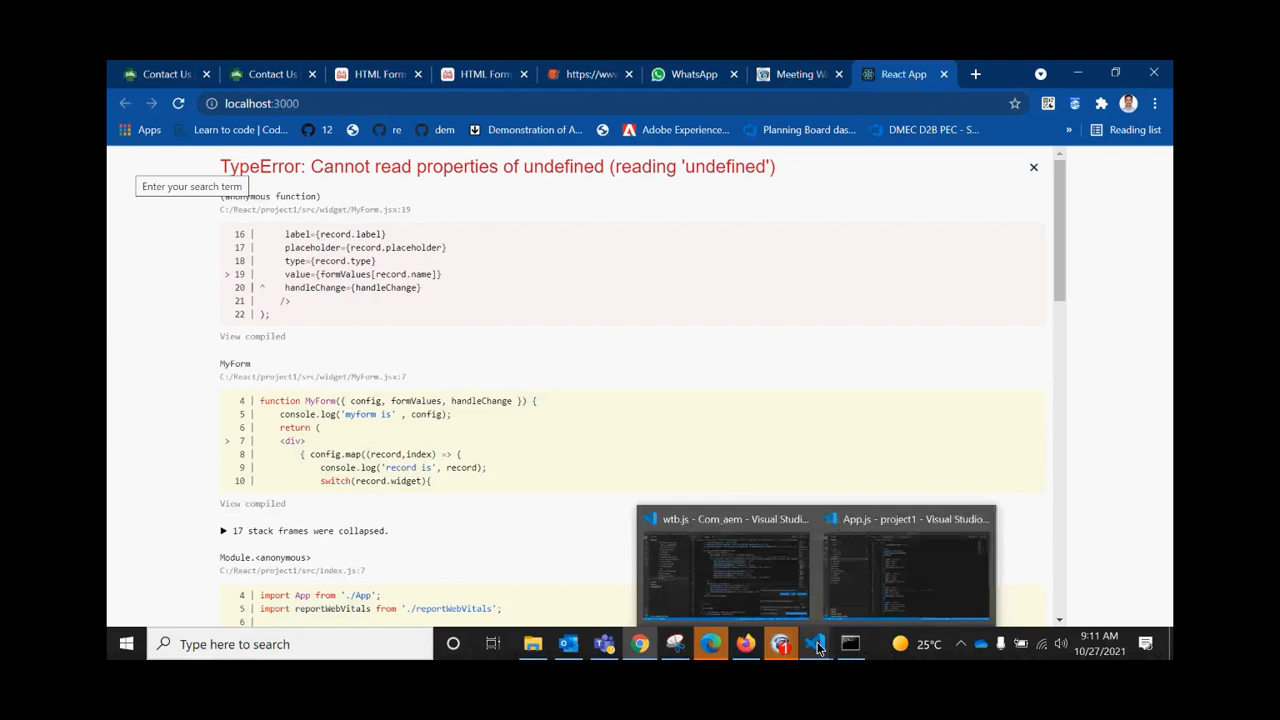 Contact Us
Contact Us
HTML Form
HTML Form
https://www
WhatsApp
Meeting W
React App
localhost:3000
Apps
Learn to code | Cod...
12
re
dem
Demonstration of A...
Adobe Experience...
Planning Board das...
DMEC D2B PEC - S...
»
Reading list
TypeError: Cannot read properties of undefined (reading 'undefined')
Enter your search term
(anonymous function)
C:/React/project1/src/widget/MyForm.jsx:19
16 | label={record.label}
17 | placeholder={record.placeholder}
18 | type={record.type}
> 19 | value={formValues[record.name]}
20 | ^ handleChange={handleChange}
21 | />
22 | );
View compiled
MyForm
C:/React/project1/src/widget/MyForm.jsx:7
4 | function MyForm({ config, formValues, handleChange }) {
5 | console.log('myform is' , config);
6 | return (
> 7 | <div>
8 | { config.map((record,index) => {
9 | console.log('record is', record);
10 | switch(record.widget){
View compiled
▶ 17 stack frames were collapsed.
Module.<anonymous>
C:/React/project1/src/index.js:7
4 | import App from './App';
5 | import reportWebVitals from './reportWebVitals';
6 |
wtb.js - Com_aem - Visual Studi...
App.js - project1 - Visual Studio...
Type here to search
1
25°C
9:11 AM
10/27/2021